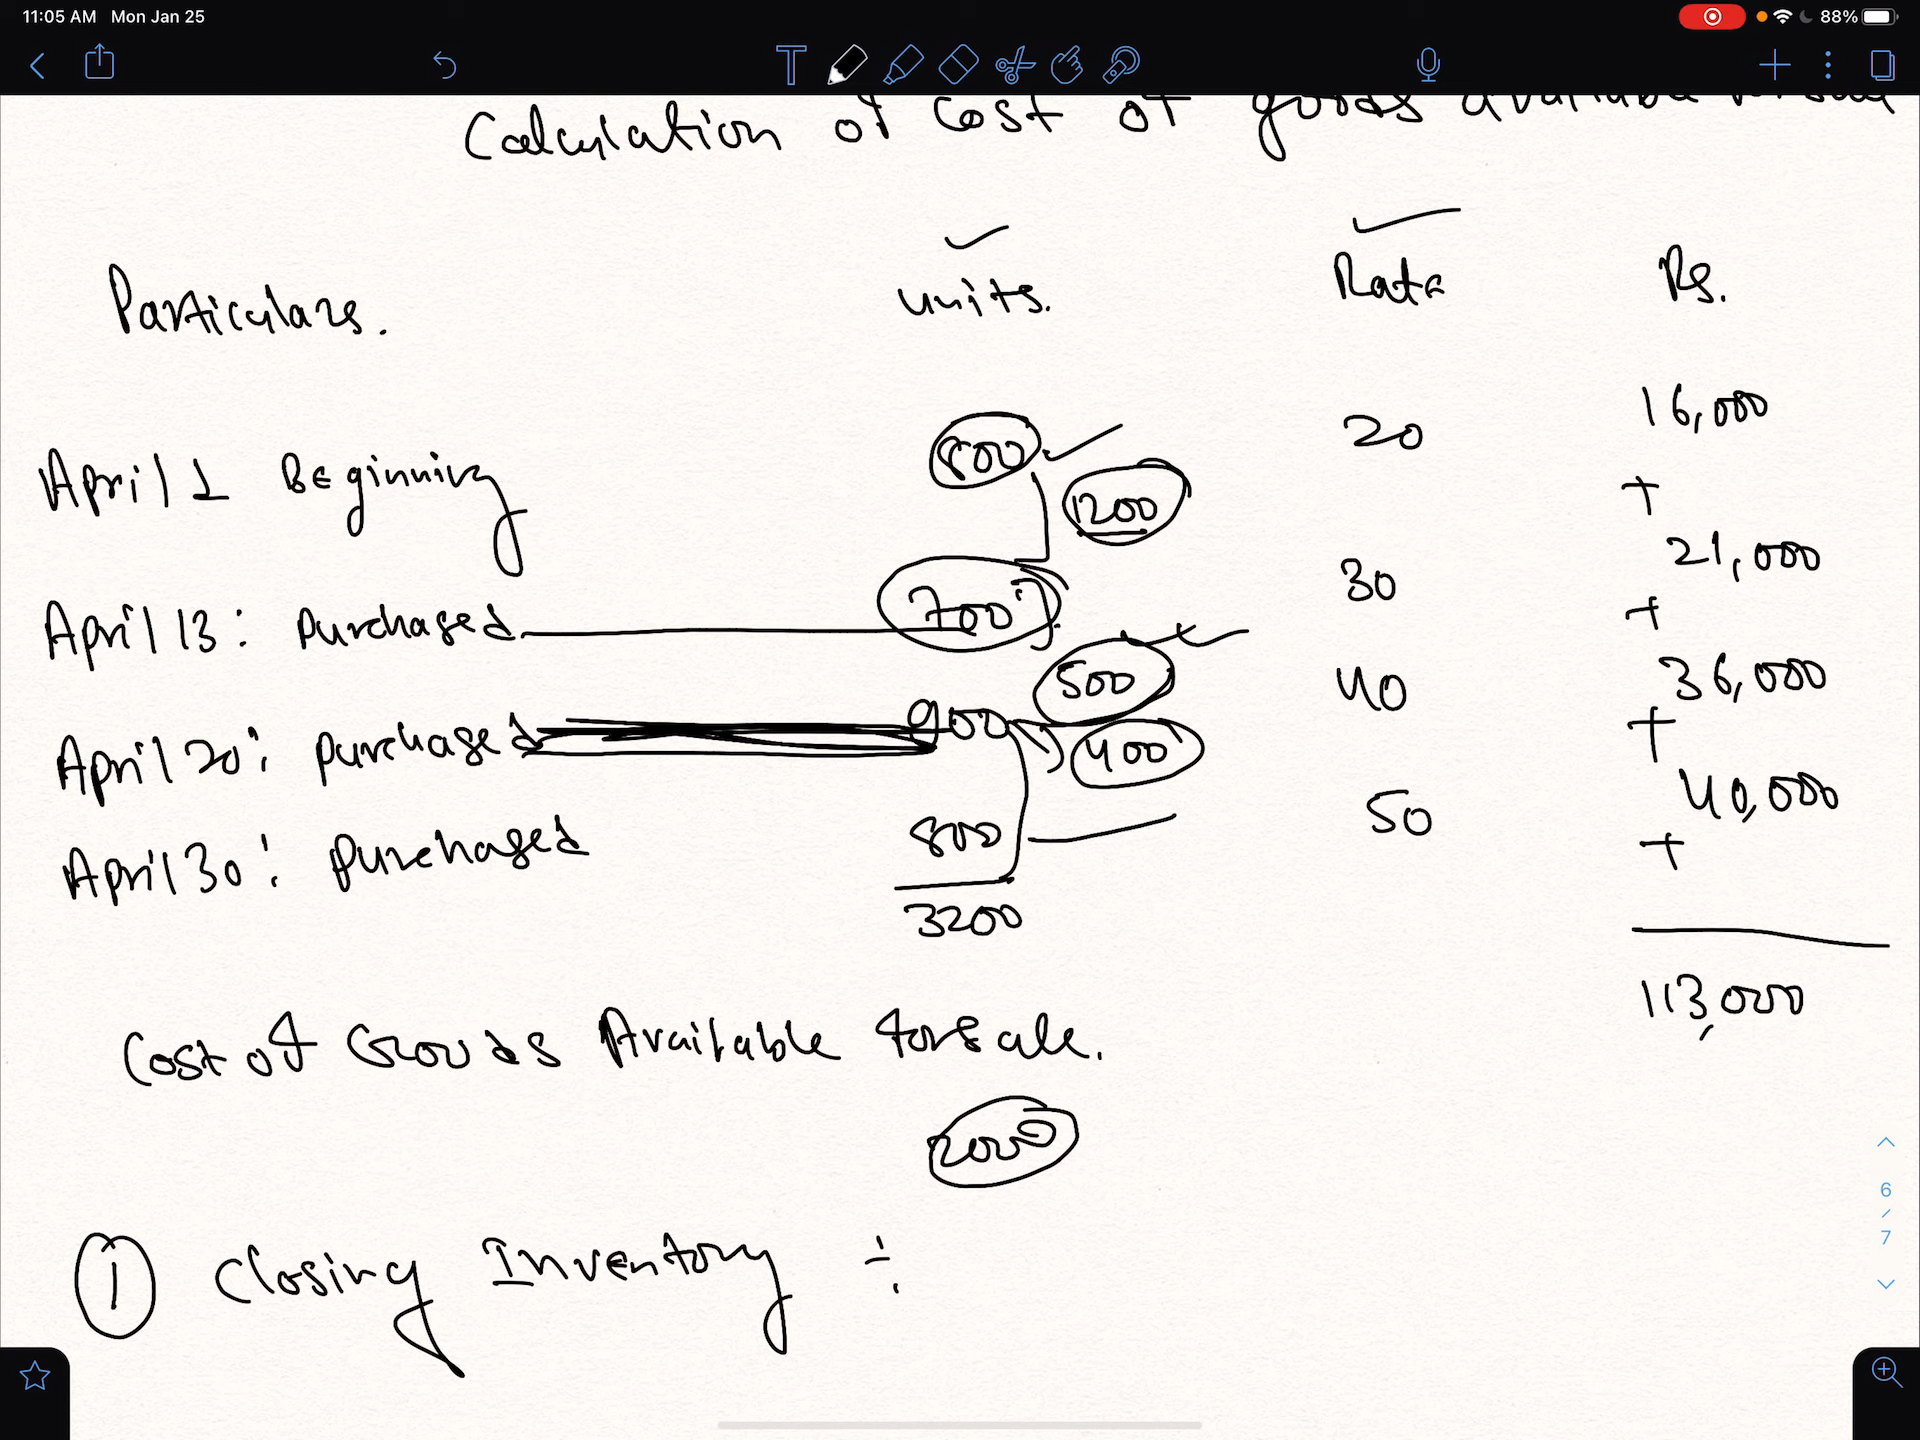 11:05 AM Mon Jan 25
88%
T
Calculation of Cost of goods available
Particulars. units. Rate Rs.
April 1 Beginning 800 20 16,000
1200 +
April 13: purchased 700 30 21,000
+
500
April 20: purchased 900 40 36,000
400 +
April 30: purchased 800 50 40,000
+
3200
113,000
Cost of Goods Available for sale.
2000
1 Closing Inventory ÷
6
/
7